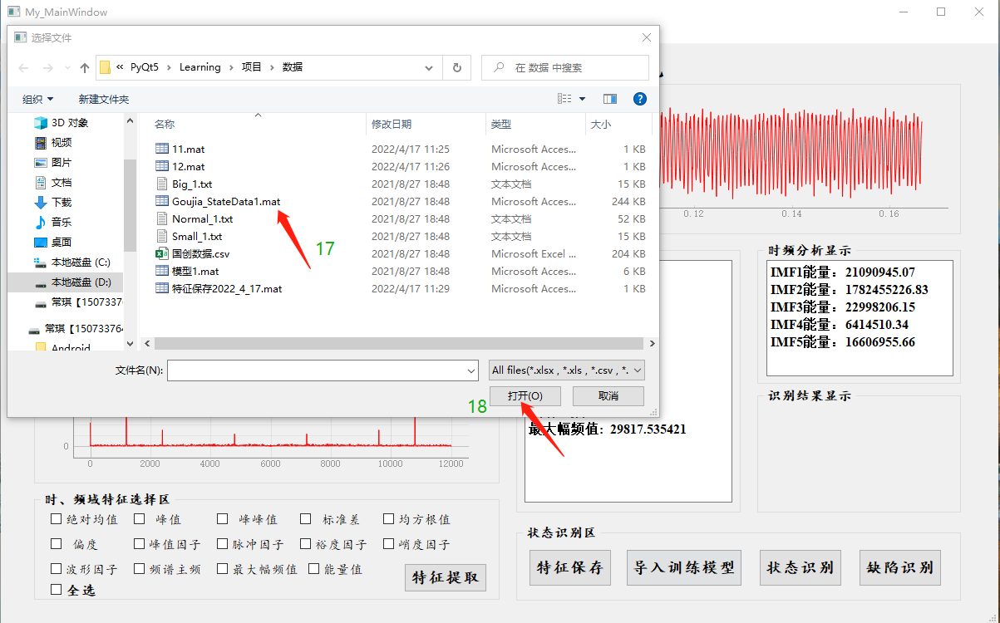 My_MainWindow
选择文件
« PyQt5 › Learning › 项目 › 数据
在 数据 中搜索
组织
新建文件夹
3D 对象
视频
图片
文档
下载
音乐
桌面
本地磁盘 (C:)
本地磁盘 (D:)
常琪【1507337
常琪【150733764
Android
名称 修改日期 类型 大小
11.mat 2022/4/17 11:25 Microsoft Acces... 1 KB
12.mat 2022/4/17 11:26 Microsoft Acces... 1 KB
Big_1.txt 2021/8/27 18:48 文本文档 15 KB
Goujia_StateData1.mat 2021/8/27 18:48 Microsoft Acces... 244 KB
Normal_1.txt 2021/8/27 18:48 文本文档 52 KB
Small_1.txt 2021/8/27 18:48 文本文档 15 KB
国创数据.csv 2021/8/27 18:48 Microsoft Excel ... 204 KB
模型1.mat 2021/8/27 18:48 Microsoft Acces... 6 KB
特征保存2022_4_17.mat 2022/4/17 11:29 Microsoft Acces... 1 KB
17
文件名(N):
All files(*.xlsx , *.xls , *.csv , *.
18
打开(O)
取消
0.12 0.14 0.16
时频分析显示
IMF1能量：21090945.07
IMF2能量：1782455226.83
IMF3能量：22998206.15
IMF4能量：6414510.34
IMF5能量：16606955.66
识别结果显示
最大幅频值: 29817.535421
0
0 2000 4000 6000 8000 10000 12000
时、频域特征选择区
绝对均值 峰值 峰峰值 标准差 均方根值
偏度 峰值因子 脉冲因子 裕度因子 峭度因子
波形因子 频谱主频 最大幅频值 能量值
全选
特征提取
状态识别区
特征保存
导入训练模型
状态识别
缺陷识别